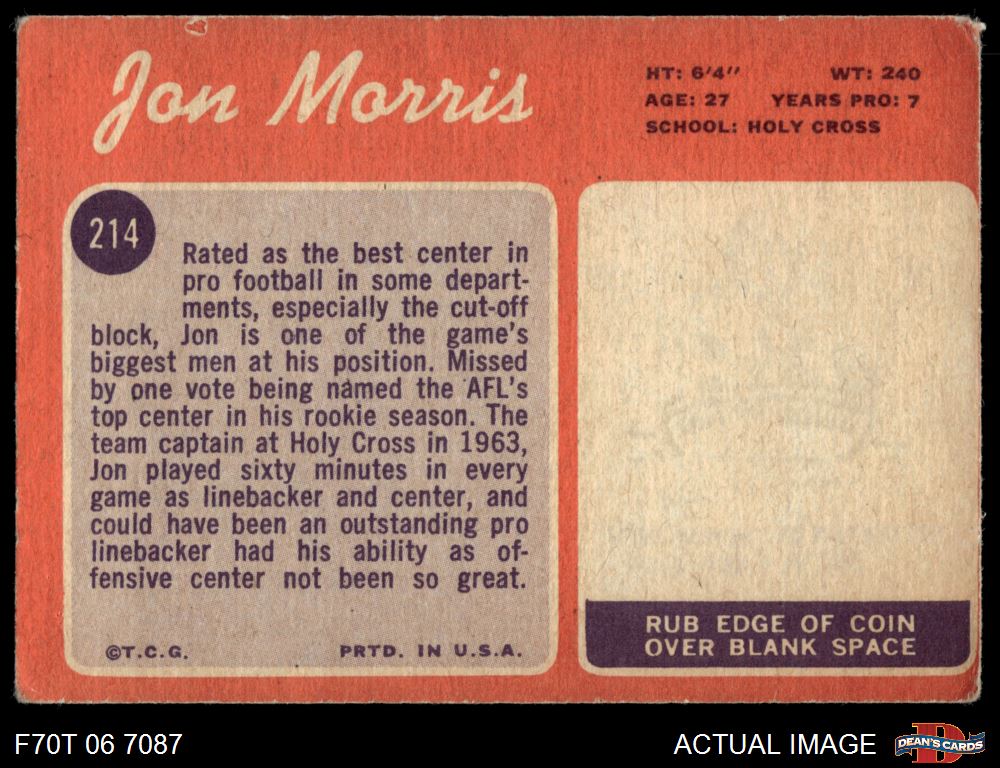 Jon Morris
HT: 6'4" WT: 240
AGE: 27 YEARS PRO: 7
SCHOOL: HOLY CROSS
214
Rated as the best center in
pro football in some depart-
ments, especially the cut-off
block, Jon is one of the game's
biggest men at his position. Missed
by one vote being named the AFL's
top center in his rookie season. The
team captain at Holy Cross in 1963,
Jon played sixty minutes in every
game as linebacker and center, and
could have been an outstanding pro
linebacker had his ability as of-
fensive center not been so great.
©T.C.G. PRTD. IN U.S.A.
RUB EDGE OF COIN
OVER BLANK SPACE
F70T 06 7087
ACTUAL IMAGE
D
DEAN'S CARDS